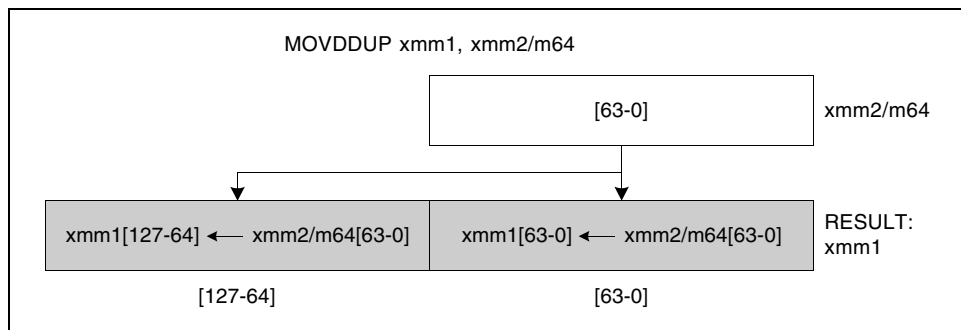 MOVDDUP xmm1, xmm2/m64
[63-0]
xmm2/m64
xmm1[127-64] ← xmm2/m64[63-0]
xmm1[63-0] ← xmm2/m64[63-0]
RESULT:
xmm1
[127-64]
[63-0]